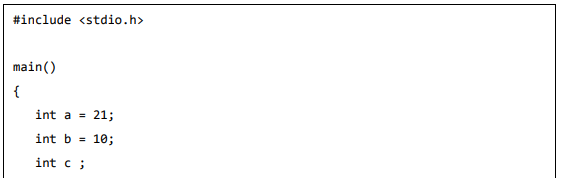 #include <stdio.h>
main()
{
int a = 21;
int b = 10;
int c ;